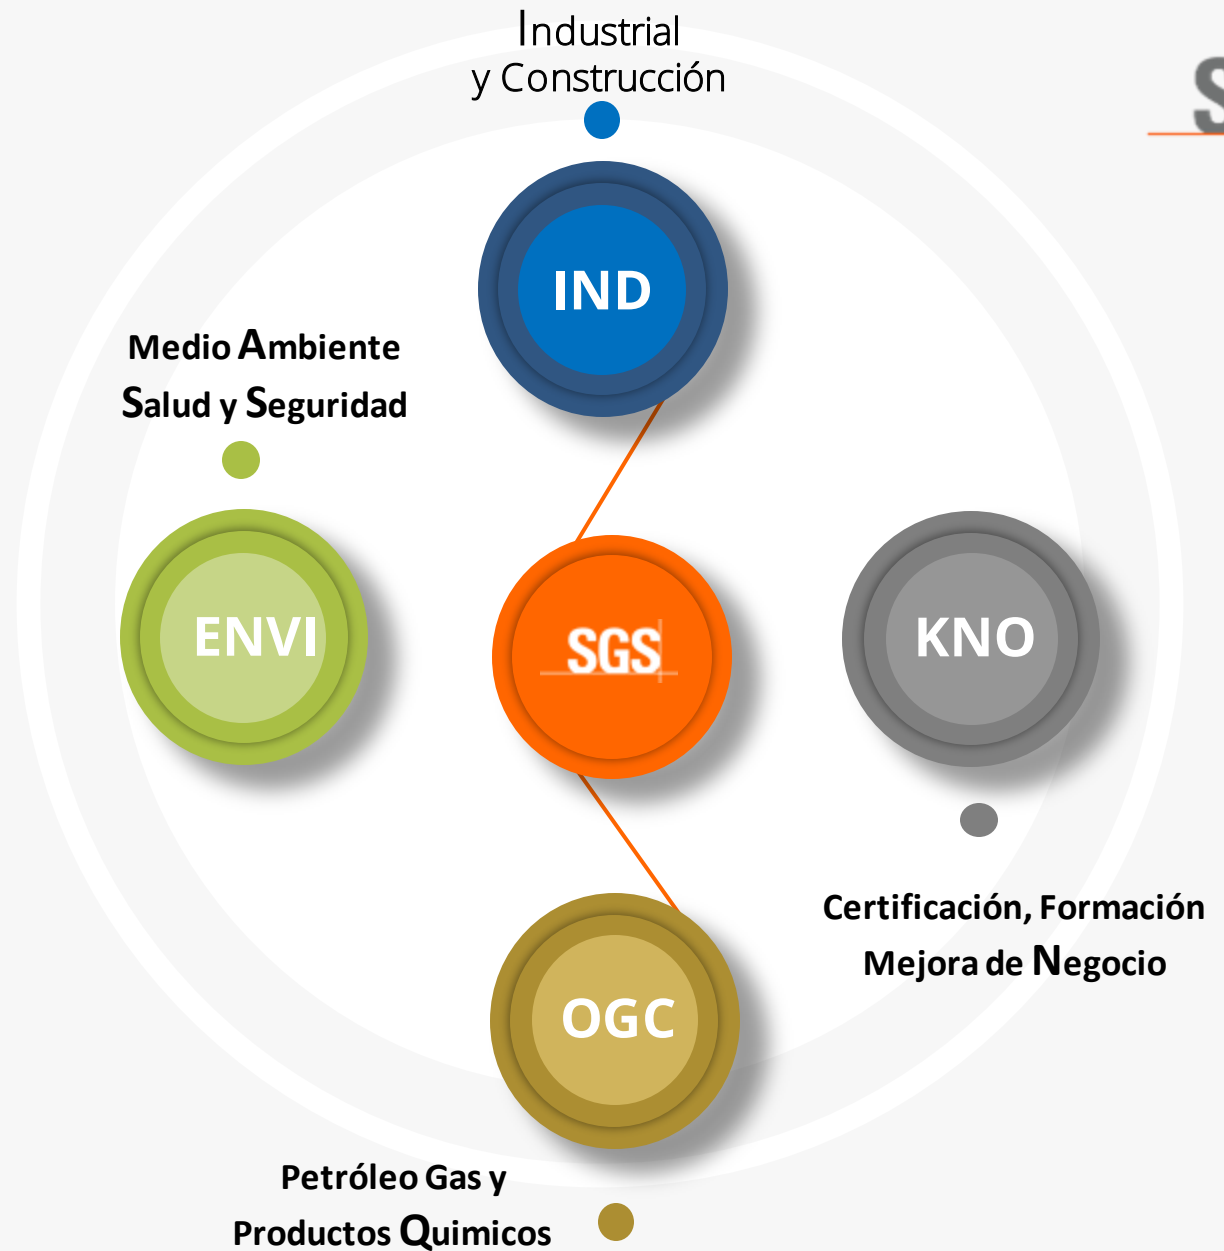 Industrial
y Construcción
S
IND
Medio Ambiente
Salud y Seguridad
ENVI
SGS
KNO
Certificación, Formación
Mejora de Negocio
OGC
Petróleo Gas y
Productos Quimicos